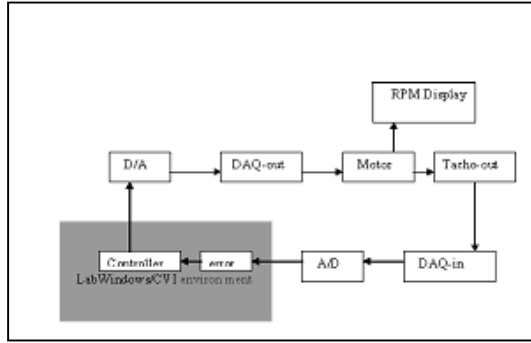 RPM Display
D/A
DAQ-out
Motor
Tacho-out
Controller
error
A/D
DAQ-in
LabWindows/CVI environment